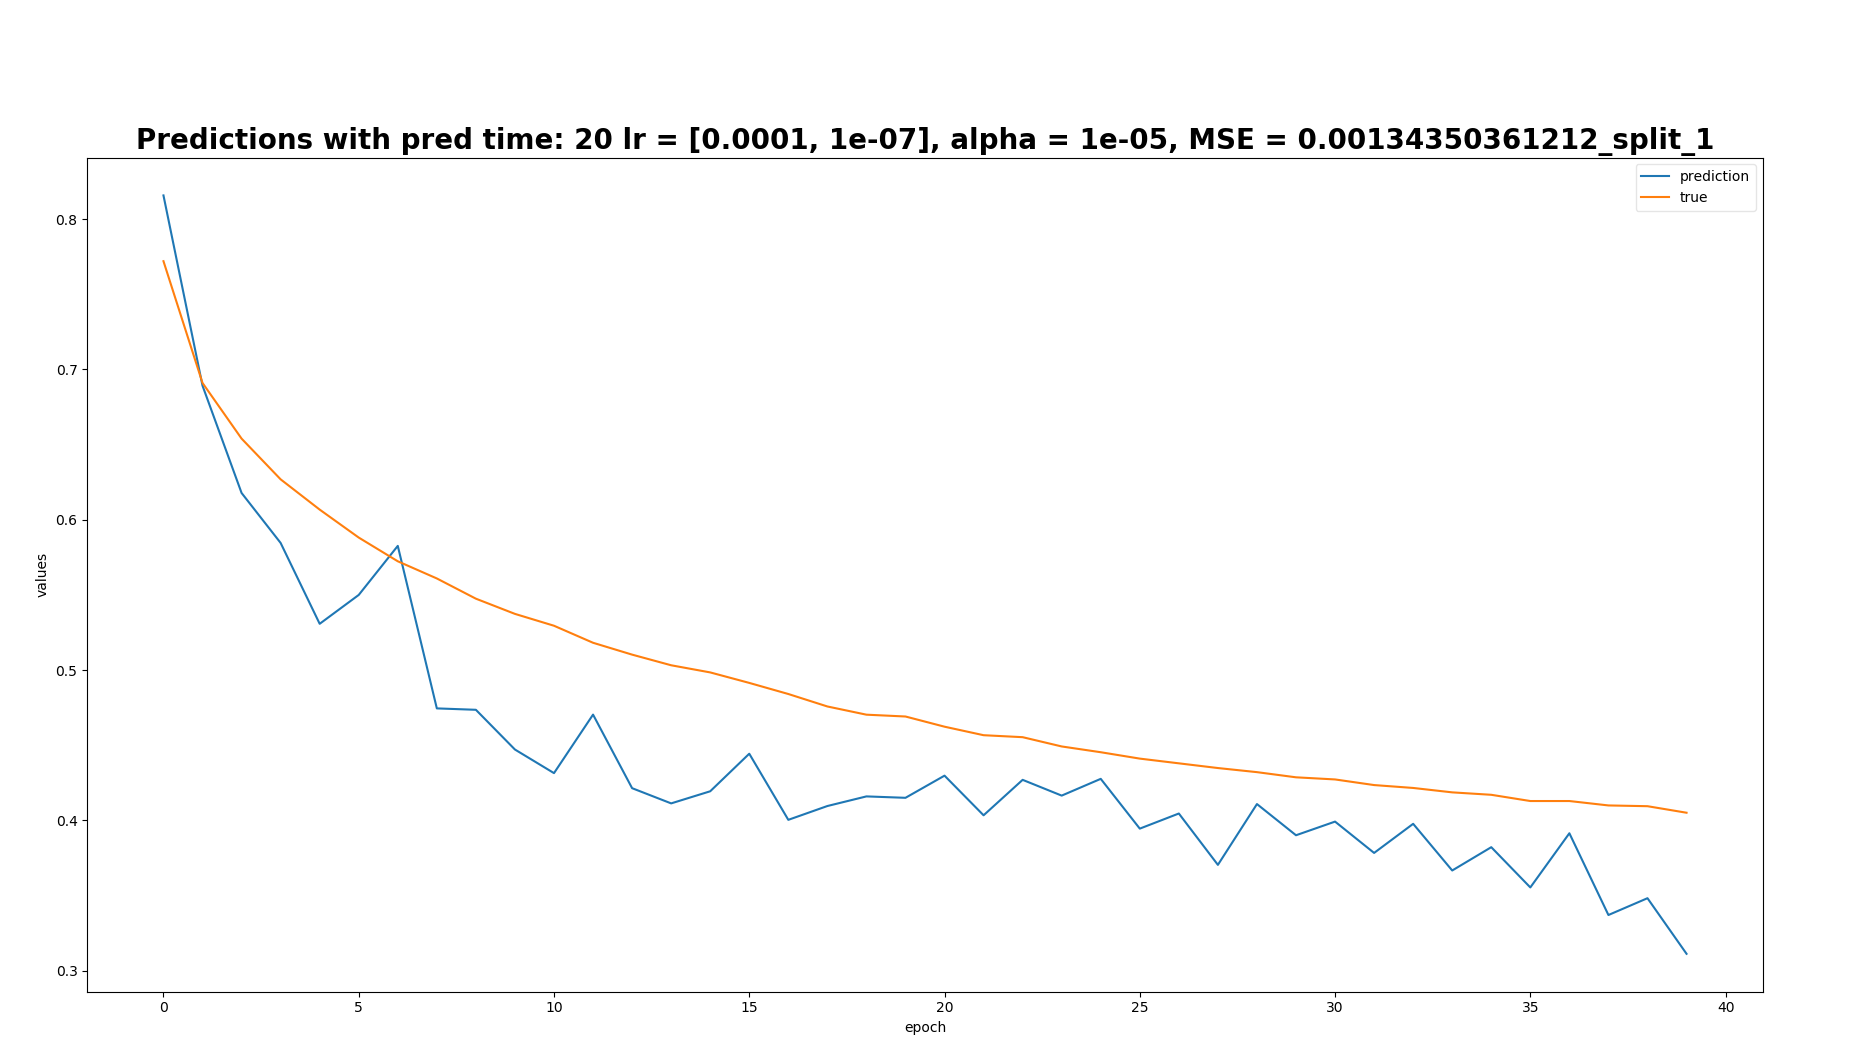 Predictions with pred time: 20 lr = [0.0001, 1e-07], alpha = 1e-05, MSE = 0.00134350361212_split_1
prediction
true
0.8
0.7
0.6
0.5
0.4
0.3
values
0 5 10 15 20 25 30 35 40
epoch